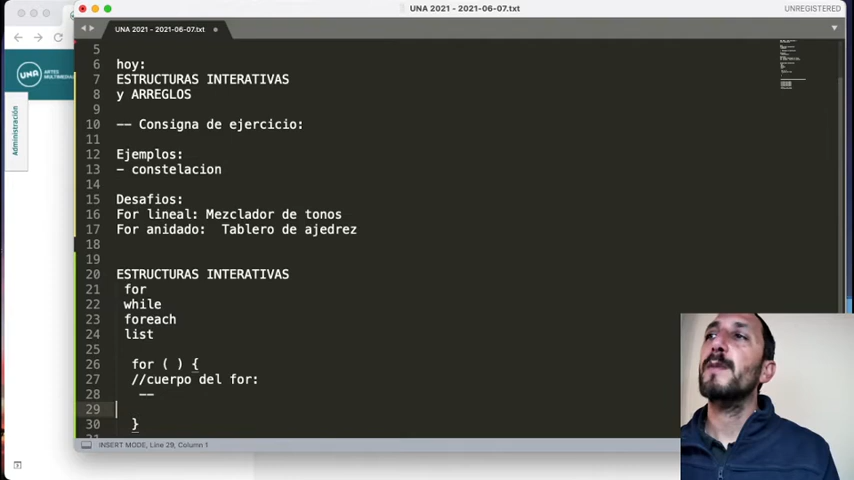 UNA 2021 - 2021-06-07.txt
UNREGISTERED
UNA 2021 - 2021-06-07.txt
UNA
ARTES
MULTIMEDIA
Administración
5
6 hoy:
7 ESTRUCTURAS INTERATIVAS
8 y ARREGLOS
9
10 -- Consigna de ejercicio:
11
12 Ejemplos:
13 - constelacion
14
15 Desafios:
16 For lineal: Mezclador de tonos
17 For anidado:  Tablero de ajedrez
18
19
20 ESTRUCTURAS INTERATIVAS
21 for
22 while
23 foreach
24 list
25
26 for ( ) {
27 //cuerpo del for:
28 --
29
30 }
INSERT MODE, Line 29, Column 1